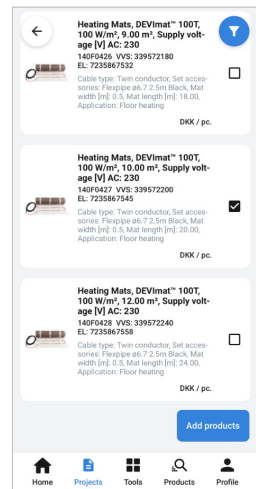 Heating Mats, DEVImat™ 100T,
100 W/m², 9.00 m², Supply volt-
age [V] AC: 230
140F0426 VVS: 339572180
EL: 7235867532
Cable type: Twin conductor, Set acces-
sories: Flexpipe ø6.7 2.5m Black, Mat
width [m]: 0.5, Mat length [m]: 18.00,
Application: Floor heating
DKK / pc.
Heating Mats, DEVImat™ 100T,
100 W/m², 10.00 m², Supply volt-
age [V] AC: 230
140F0427 VVS: 339572200
EL: 7235867545
Cable type: Twin conductor, Set acces-
sories: Flexpipe ø6.7 2.5m Black, Mat
width [m]: 0.5, Mat length [m]: 20.00,
Application: Floor heating
DKK / pc.
Heating Mats, DEVImat™ 100T,
100 W/m², 12.00 m², Supply volt-
age [V] AC: 230
140F0428 VVS: 339572240
EL: 7235867558
Cable type: Twin conductor, Set acces-
sories: Flexpipe ø6.7 2.5m Black, Mat
width [m]: 0.5, Mat length [m]: 24.00,
Application: Floor heating
DKK / pc.
Add products
Home Projects Tools Products Profile